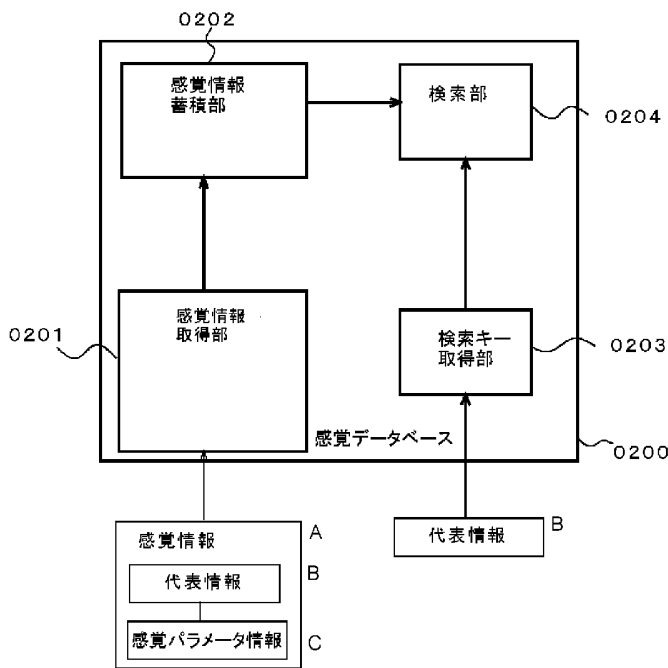 0202
感覚情報
蓄積部
検索部
0204
0201
感覚情報
取得部
検索キー
取得部
0203
感覚データベース
0200
感覚情報
A
代表情報
B
感覚パラメータ情報
C
代表情報
B